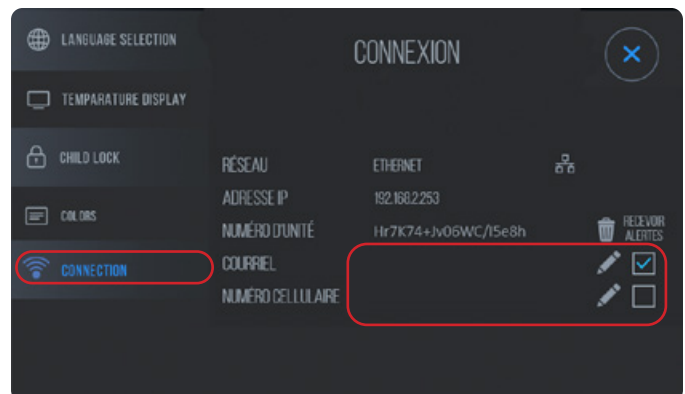 LANGUAGE SELECTION
TEMPARATURE DISPLAY
CHILD LOCK
COLORS
CONNECTION
CONNEXION
RÉSEAU ETHERNET
ADRESSE IP 192.168.2.253
NUMÉRO D'UNITÉ Hr7K74+Jv06WC/I5e8h
RECEVOIR
ALERTES
COURRIEL
NUMÉRO CELLULAIRE